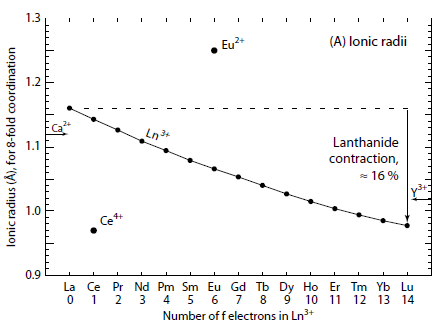 1.3
1.2
1.1
1.0
0.9
Ionic radius (Å), for 8-fold coordination
(A) Ionic radii
Eu²⁺
Ca²⁺
Ln³⁺
Lanthanide
contraction,
≈ 16 %
Y³⁺
Ce⁴⁺
La Ce Pr Nd Pm Sm Eu Gd Tb Dy Ho Er Tm Yb Lu
0 1 2 3 4 5 6 7 8 9 10 11 12 13 14
Number of f electrons in Ln³⁺